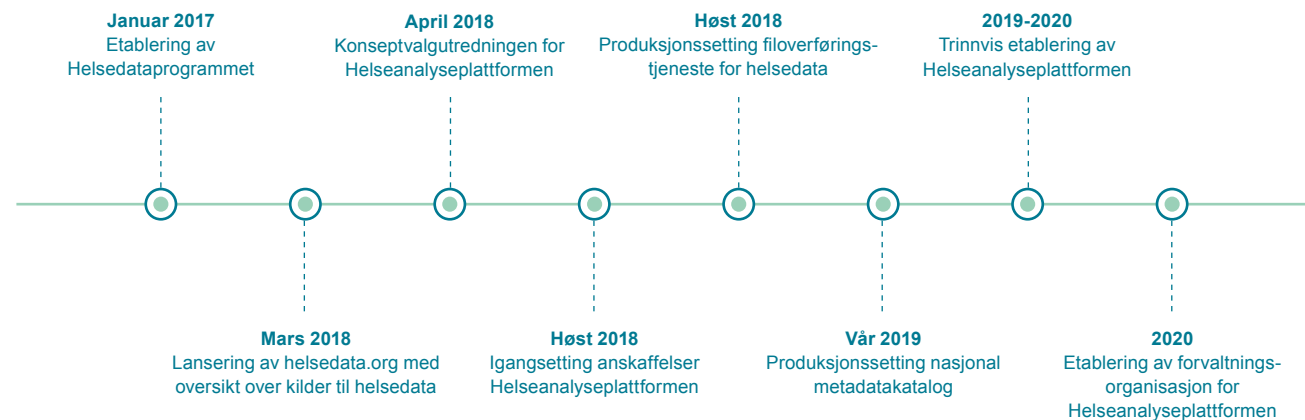 Januar 2017
Etablering av
Helsedataprogrammet
April 2018
Konseptvalgutredningen for
Helseanalyseplattformen
Høst 2018
Produksjonssetting filoverførings-
tjeneste for helsedata
2019-2020
Trinnvis etablering av
Helseanalyseplattformen
Mars 2018
Lansering av helsedata.org med
oversikt over kilder til helsedata
Høst 2018
Igangsetting anskaffelser
Helseanalyseplattformen
Vår 2019
Produksjonssetting nasjonal
metadatakatalog
2020
Etablering av forvaltnings-
organisasjon for
Helseanalyseplattformen